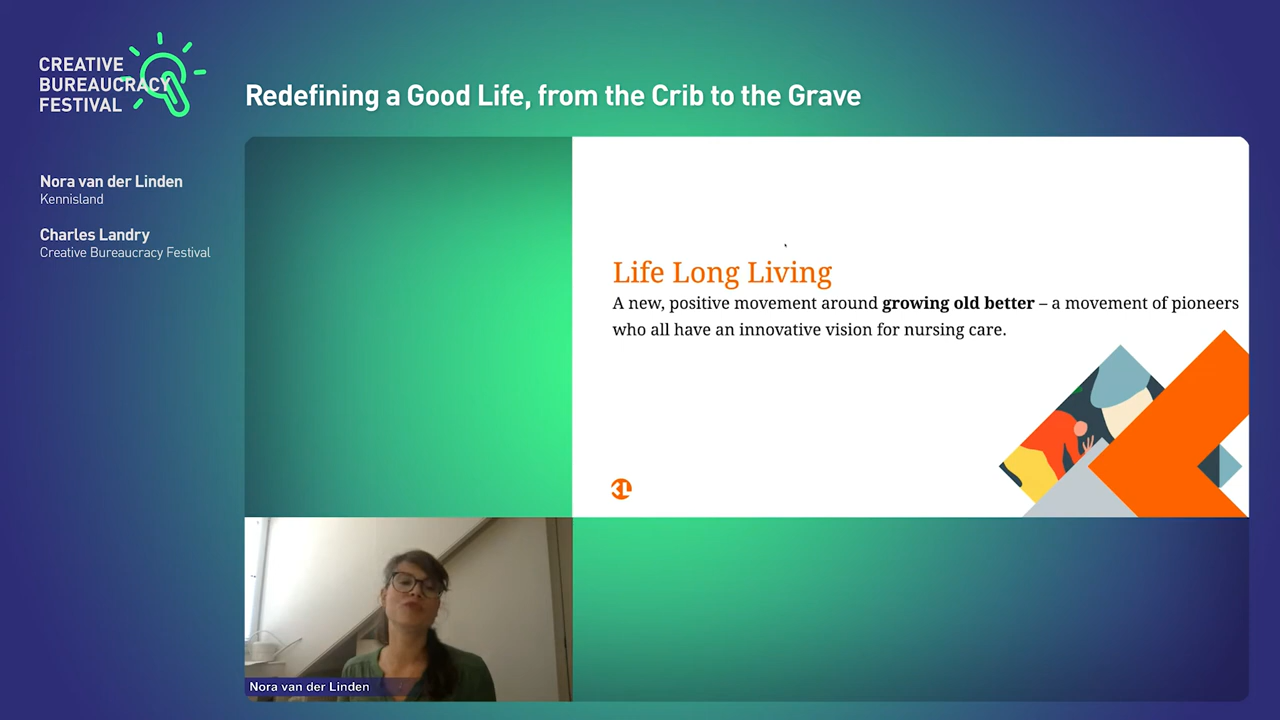 CREATIVE
BUREAUCRACY
FESTIVAL
Redefining a Good Life, from the Crib to the Grave
Nora van der Linden
Kennisland
Charles Landry
Creative Bureaucracy Festival
Life Long Living
A new, positive movement around growing old better – a movement of pioneers
who all have an innovative vision for nursing care.
KL
Nora van der Linden